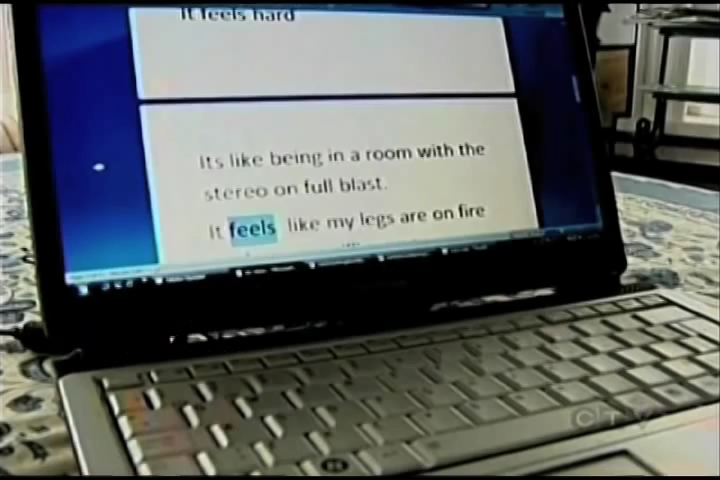 It feels hard
Its like being in a room with the
stereo on full blast.
It feels like my legs are on fire
CTV